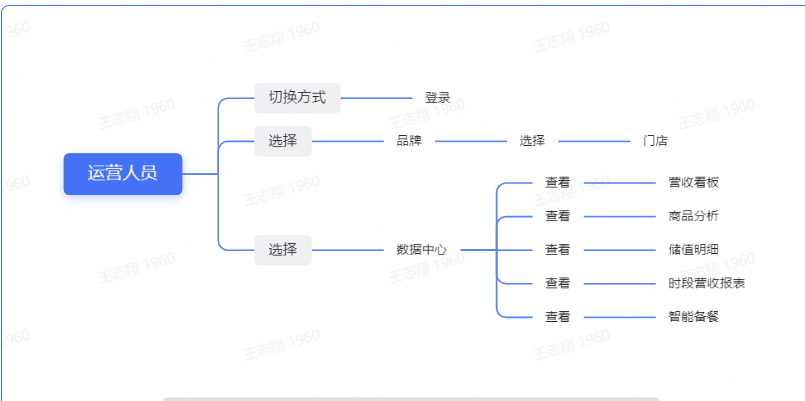 王志翔 1960
切换方式 登录
选择 品牌 选择 门店
运营人员
查看 营收看板
查看 商品分析
选择 数据中心 查看 储值明细
查看 时段营收报表
查看 智能备餐